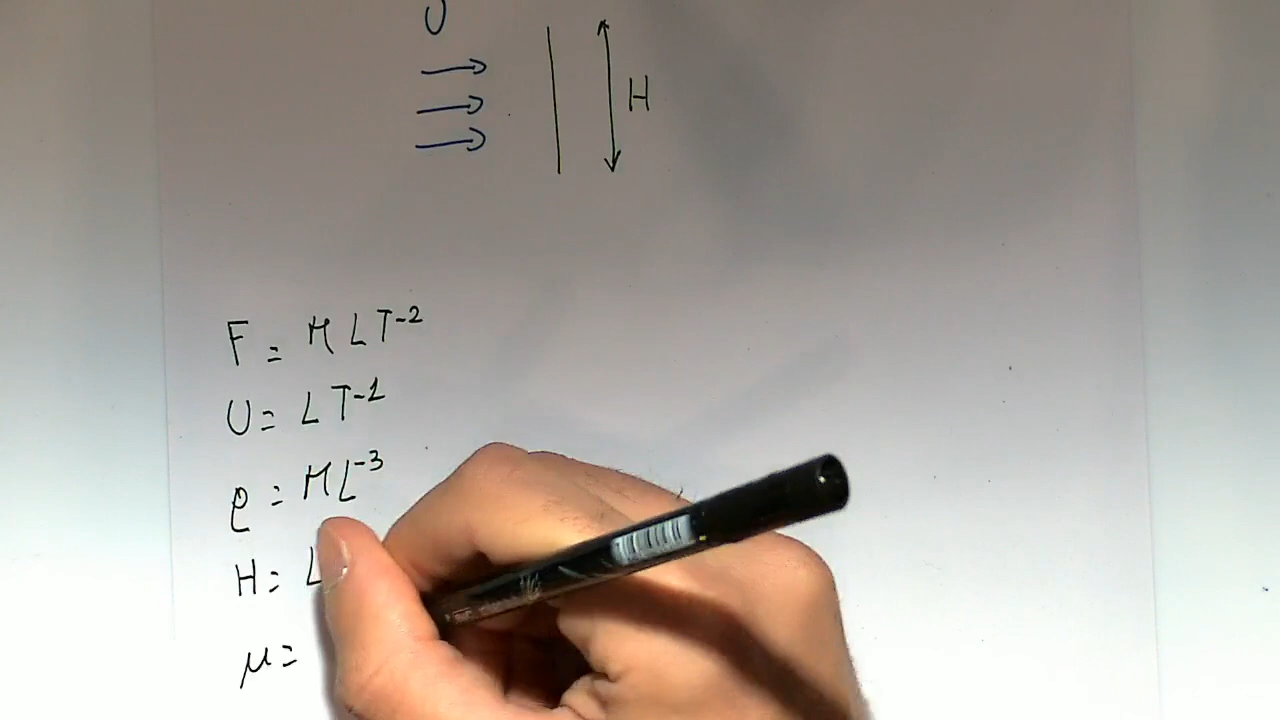 U
H
F = M L T⁻²
U = L T⁻¹
ρ = M L⁻³
H = L
μ =